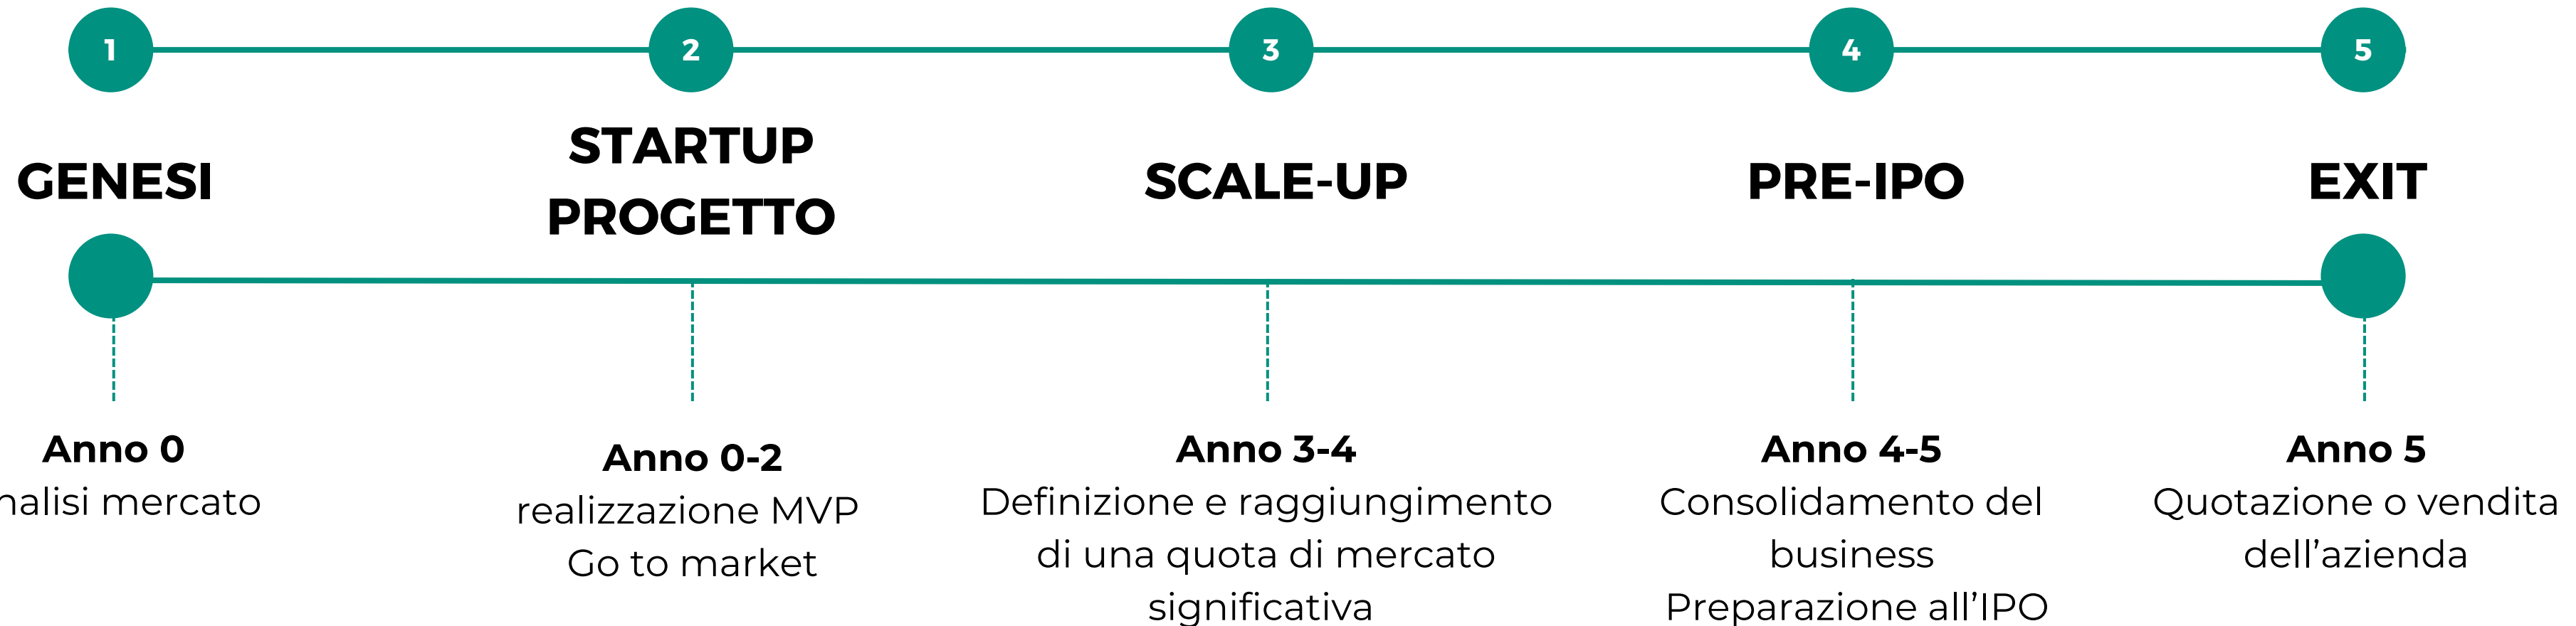 1
2
3
4
5
GENESI
STARTUP
PROGETTO
SCALE-UP
PRE-IPO
EXIT
Anno 0
nalisi mercato
Anno 0-2
realizzazione MVP
Go to market
Anno 3-4
Definizione e raggiungimento
di una quota di mercato
significativa
Anno 4-5
Consolidamento del
business
Preparazione all'IPO
Anno 5
Quotazione o vendita
dell'azienda